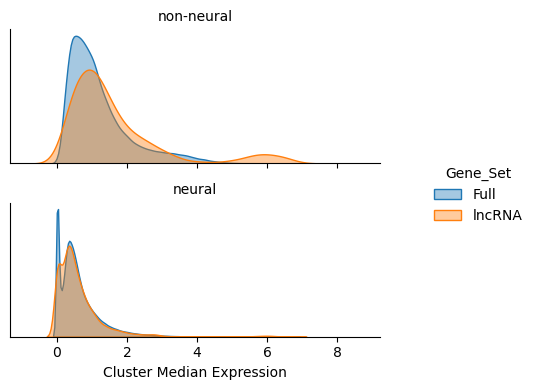 non-neural
Gene_Set
Full
lncRNA
neural
0 2 4 6 8
Cluster Median Expression